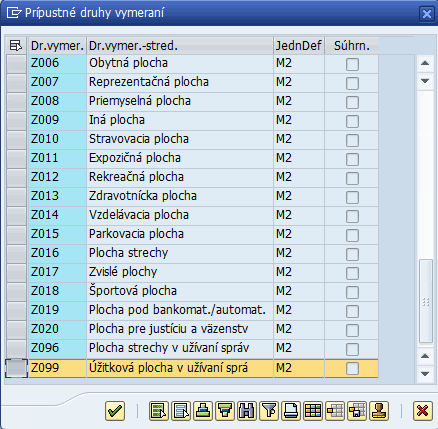 Prípustné druhy vymeraní
Dr.vymer. Dr.vymer.-stred. JednDef Súhrn.
Z006 Obytná plocha M2
Z007 Reprezentačná plocha M2
Z008 Priemyselná plocha M2
Z009 Iná plocha M2
Z010 Stravovacia plocha M2
Z011 Expozičná plocha M2
Z012 Rekreačná plocha M2
Z013 Zdravotnícka plocha M2
Z014 Vzdelávacia plocha M2
Z015 Parkovacia plocha M2
Z016 Plocha strechy M2
Z017 Zvislé plochy M2
Z018 Športová plocha M2
Z019 Plocha pod bankomat./automat. M2
Z020 Plocha pre justíciu a väzenstv M2
Z096 Plocha strechy v užívaní správ M2
Z099 Úžitková plocha v užívaní sprá M2